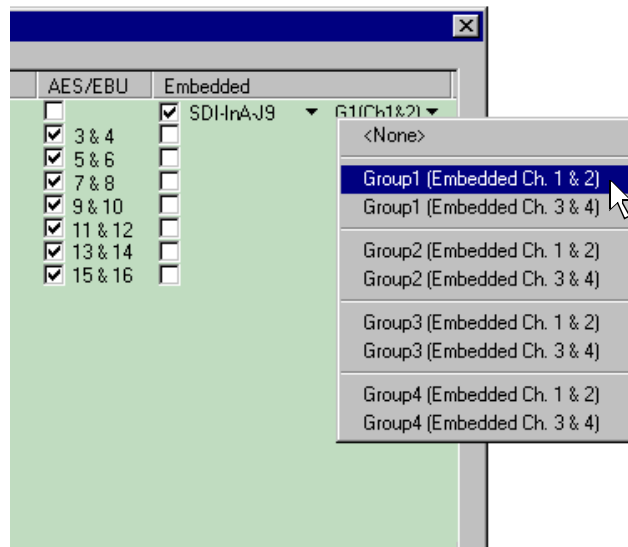 AES/EBU Embedded
SDI-InA-J9 G1(Ch1&2)
3 & 4
5 & 6
7 & 8
9 & 10
11 & 12
13 & 14
15 & 16
<None>
Group1 (Embedded Ch. 1 & 2)
Group1 (Embedded Ch. 3 & 4)
Group2 (Embedded Ch. 1 & 2)
Group2 (Embedded Ch. 3 & 4)
Group3 (Embedded Ch. 1 & 2)
Group3 (Embedded Ch. 3 & 4)
Group4 (Embedded Ch. 1 & 2)
Group4 (Embedded Ch. 3 & 4)